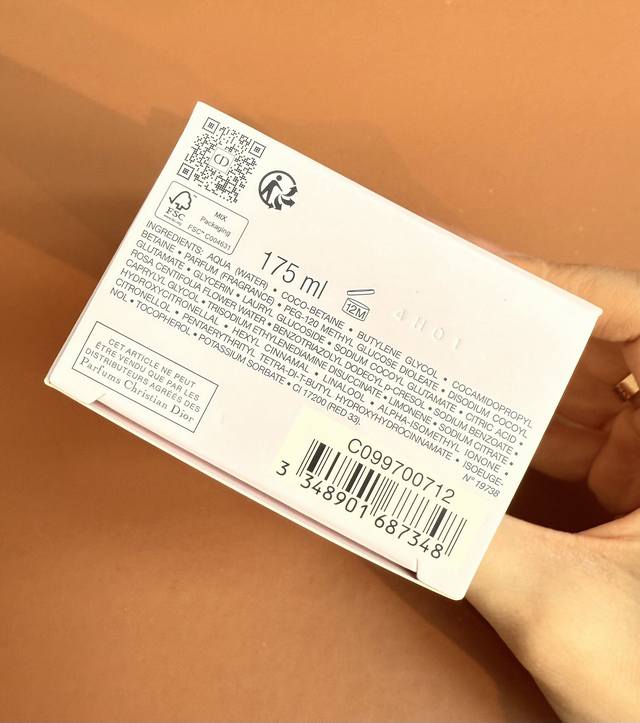 MIX
Packaging
FSC™ C004631
FSC
175 ml
12M
4H01
INGREDIENTS: AQUA (WATER) • COCO-BETAINE • BUTYLENE GLYCOL • COCAMIDOPROPYL
BETAINE • PARFUM (FRAGRANCE) • PEG-120 METHYL GLUCOSE DIOLEATE • DISODIUM COCOYL
GLUTAMATE • GLYCERIN • LAURYL GLUCOSIDE • SODIUM COCOYL GLUTAMATE • CITRIC ACID •
ROSA CENTIFOLIA FLOWER WATER • BENZOTRIAZOLYL DODECYL p-CRESOL • SODIUM BENZOATE •
CAPRYLYL GLYCOL • TRISODIUM ETHYLENEDIAMINE DISUCCINATE • LIMONENE • SODIUM CITRATE •
HYDROXYCITRONELLAL • HEXYL CINNAMAL • LINALOOL • ALPHA-ISOMETHYL IONONE •
CITRONELLOL • PENTAERYTHRITYL TETRA-DI-T-BUTYL HYDROXYHYDROCINNAMATE • ISOEUGE-
NOL • TOCOPHEROL • POTASSIUM SORBATE • CI 17200 (RED 33).
N° 19738
CET ARTICLE NE PEUT
ÊTRE VENDU QUE PAR LES
DISTRIBUTEURS AGRÉÉS DES
Parfums Christian Dior
C099700712
3 348901 687348